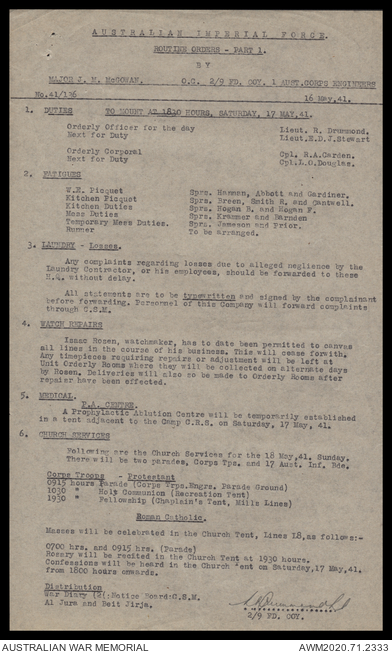 AUSTRALIAN IMPERIAL FORCE.
ROUTINE ORDERS - PART 1.
BY
MAJOR J. M. McGOWAN. O.C. 2/9 FD. COY. 1 AUST.CORPS ENGINEERS
No.41/136 16 May,41.
1. DUTIES TO MOUNT AT 1830 HOURS, SATURDAY, 17 MAY,41.
Orderly Officer for the day Lieut. R. Drummond.
Next for Duty Lieut.E.D.J.Stewart
Orderly Corporal Cpl. R.A.Carden.
Next for Duty Cpl.L.O.Douglas.
2. FATIGUES
W.E. Picquet Sprs. Hannan, Abbott and Gardiner.
Kitchen Picquet Sprs. Breen, Smith R. and Cantwell.
Kitchen Duties Sprs. Hogan B. and Hogan F.
Mess Duties Sprs. Krammer and Barnden
Temporary Mess Duties. Sprs. Jameson and Prior.
Runner To be arranged.
3. LAUNDRY - Losses.
Any complaints regarding losses due to alleged neglience by the
Laundry Contractor, or his employees, should be forwarded to these
H.Q. without delay.
All statements are to be typewritten and signed by the complainant
before forwarding. Personnel of this Company will forward complaints
through C.S.M.
4. WATCH REPAIRS
Isaac Rosen, watchmaker, has to date been permitted to canvas
all lines in the course of his business. This will cease forwith.
Any timepieces requiring repairs or adjustment will be left at
Unit Orderly Rooms where they will be collected on alternate days
by Rosen. Deliveries will also so be made to Orderly Rooms after
repair have been effected.
5. MEDICAL.
P.A. CENTRE.
A Prophylactic Ablution Centre will be temporarily established
in a tent adjacent to the Camp C.R.S. on Saturday, 17 May, 41.
6. CHURCH SERVICES
Following are the Church Services for the 18 May,41. Sunday.
There will be two parades, Corps Tps. and 17 Aust. Inf. Bde.
Corps Troops - Protestant
0915 hours Parade (Corps Trps.Engrs. Parade Ground)
1030 " Holy Communion (Recreation Tent)
1930 " Fellowship (Chaplain's Tent, Mill's Lines)
Roman Catholic.
Masses will be celebrated in the Church Tent, Lines 18, as follows:-
0700 hrs. and 0915 hrs. (Parade)
Rosary will be recited in the Church Tent at 1930 hours.
Confessions will be heard in the Church Tent on Saturday,17 May,41.
from 1800 hours onwards.
Distribution
War Diary (2(;Notice Board;C.S.M.
Al Jura and Beit Jirja.
2/9 FD. COY.
AUSTRALIAN WAR MEMORIAL AWM2020.71.2333